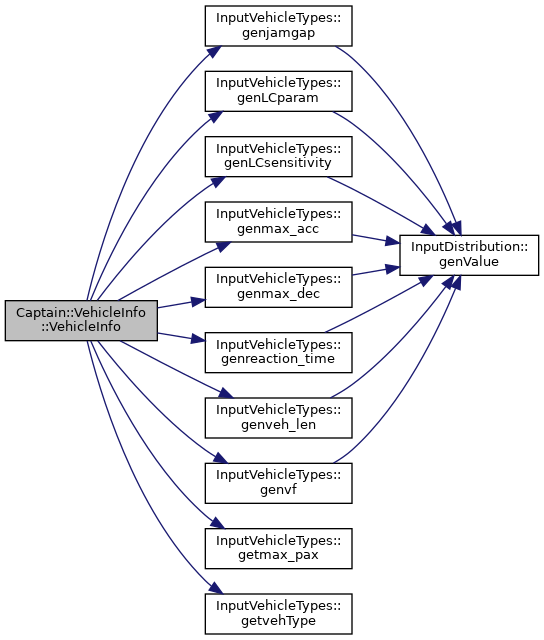 Captain::VehicleInfo
::VehicleInfo
InputVehicleTypes::
genjamgap
InputVehicleTypes::
genLCparam
InputVehicleTypes::
genLCsensitivity
InputVehicleTypes::
genmax_acc
InputVehicleTypes::
genmax_dec
InputVehicleTypes::
genreaction_time
InputVehicleTypes::
genveh_len
InputVehicleTypes::
genvf
InputVehicleTypes::
getmax_pax
InputVehicleTypes::
getvehType
InputDistribution::
genValue